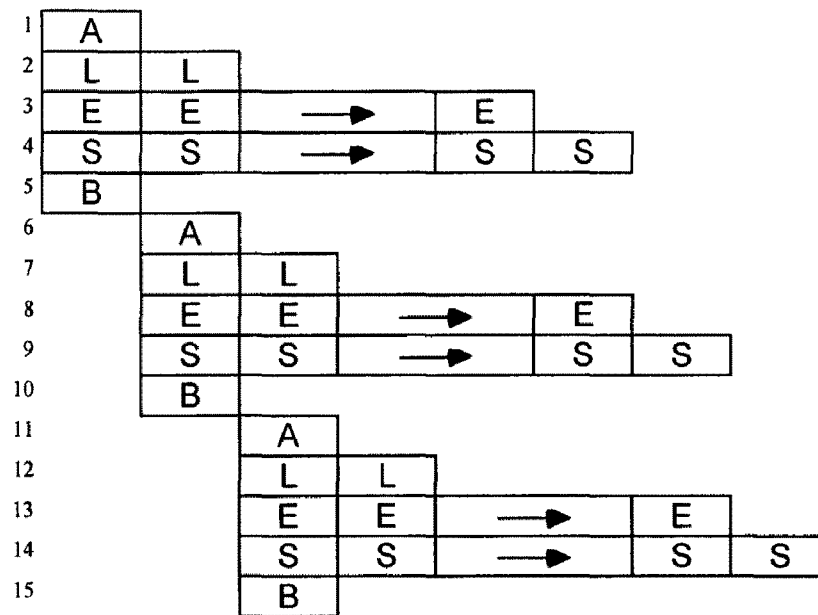 1 A
2 L L
3 E E E
4 S S S S
5 B
6 A
7 L L
8 E E E
9 S S S S
10 B
11 A
12 L L
13 E E E
14 S S S S
15 B